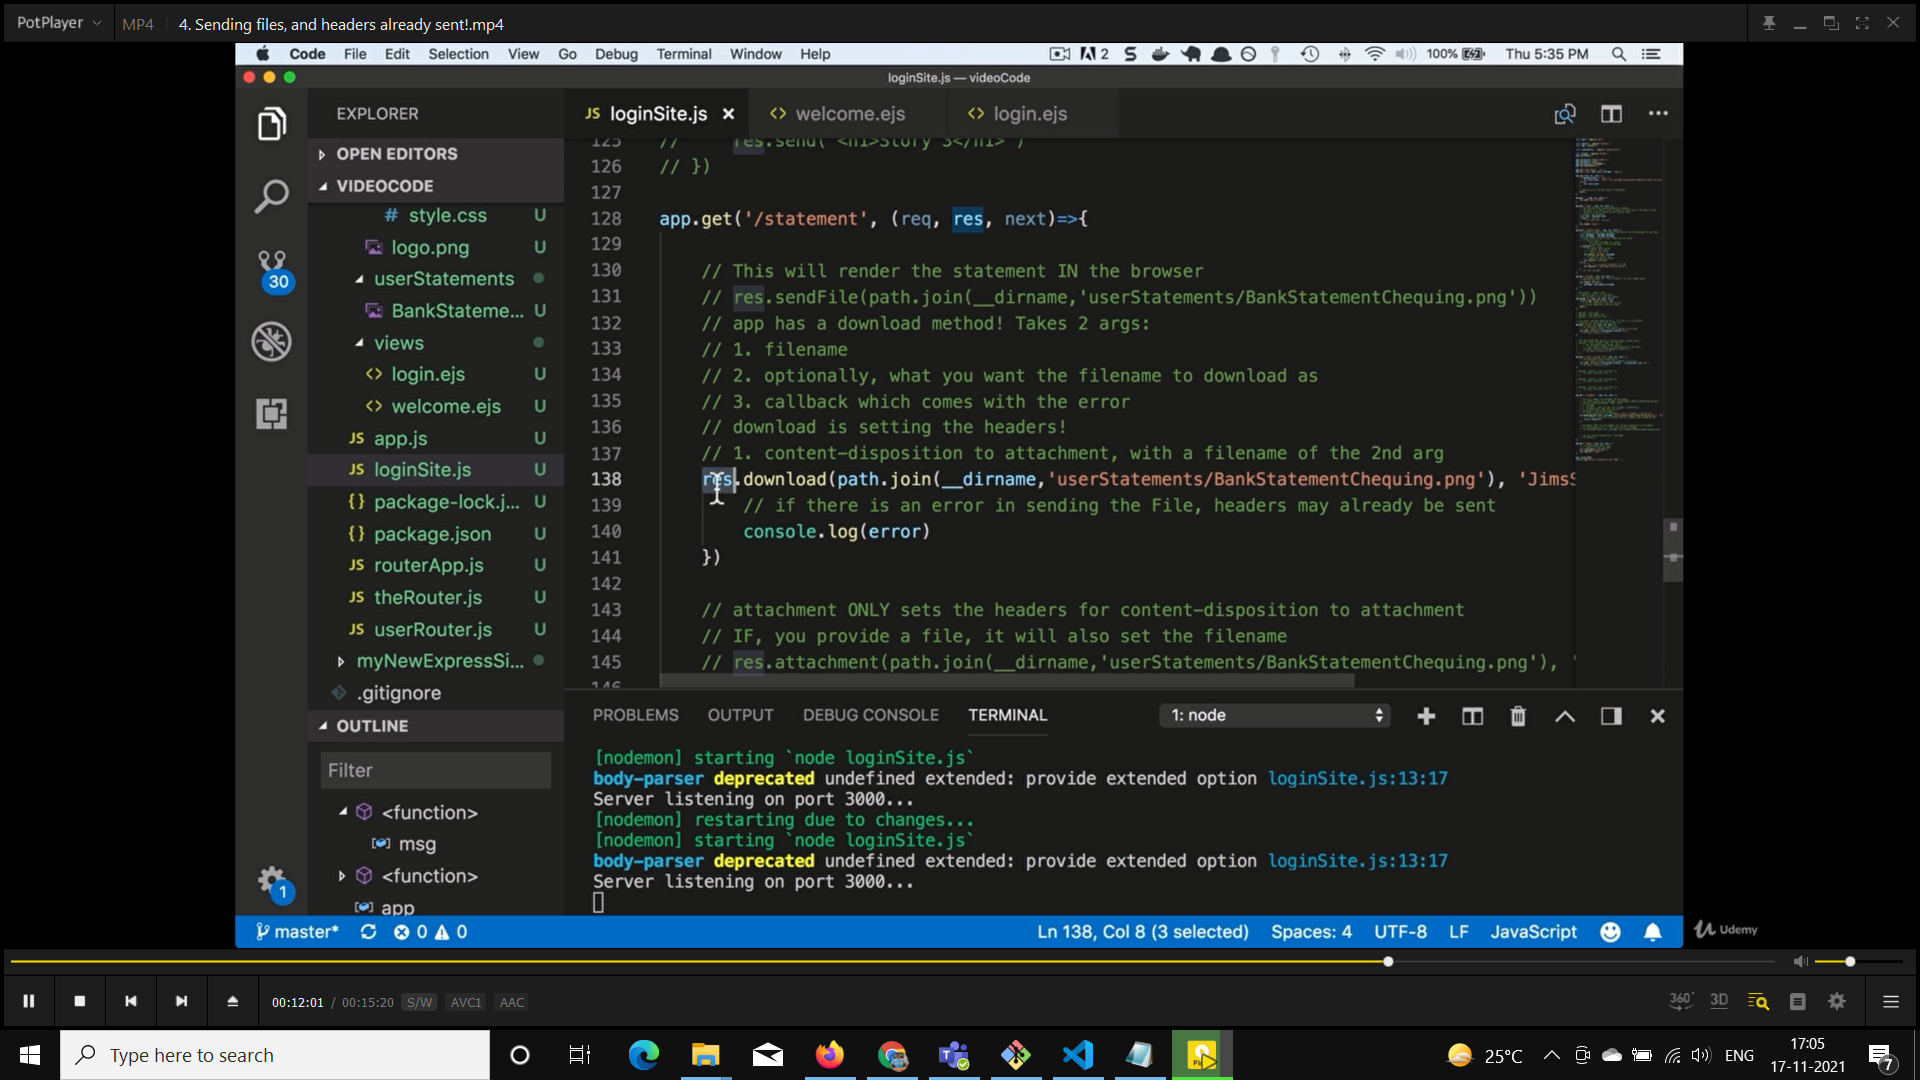 PotPlayer
MP4
4. Sending files, and headers already sent!.mp4
Code File Edit Selection View Go Debug Terminal Window Help
2
100%
Thu 5:35 PM
loginSite.js — videoCode
EXPLORER
OPEN EDITORS
VIDEOCODE
# style.css U
logo.png U
userStatements
BankStateme... U
views
<> login.ejs U
<> welcome.ejs U
JS app.js U
JS loginSite.js U
{} package-lock.j... U
{} package.json U
JS routerApp.js U
JS theRouter.js U
JS userRouter.js U
myNewExpressSi...
.gitignore
OUTLINE
Filter
<function>
msg
<function>
app
30
1
JS loginSite.js ×
<> welcome.ejs
<> login.ejs
125 // res.send(`<h1>Story 3</h1>`)
126 // })
127
128 app.get('/statement', (req, res, next)=>{
129
130 // This will render the statement IN the browser
131 // res.sendFile(path.join(__dirname,'userStatements/BankStatementChequing.png'))
132 // app has a download method! Takes 2 args:
133 // 1. filename
134 // 2. optionally, what you want the filename to download as
135 // 3. callback which comes with the error
136 // download is setting the headers!
137 // 1. content-disposition to attachment, with a filename of the 2nd arg
138 res.download(path.join(__dirname,'userStatements/BankStatementChequing.png'), 'JimsS
139 // if there is an error in sending the File, headers may already be sent
140 console.log(error)
141 })
142
143 // attachment ONLY sets the headers for content-disposition to attachment
144 // IF, you provide a file, it will also set the filename
145 // res.attachment(path.join(__dirname,'userStatements/BankStatementChequing.png'), '
146
PROBLEMS OUTPUT DEBUG CONSOLE TERMINAL
1: node
[nodemon] starting `node loginSite.js`
body-parser deprecated undefined extended: provide extended option loginSite.js:13:17
Server listening on port 3000...
[nodemon] restarting due to changes...
[nodemon] starting `node loginSite.js`
body-parser deprecated undefined extended: provide extended option loginSite.js:13:17
Server listening on port 3000...
master* 0 0
Ln 138, Col 8 (3 selected) Spaces: 4 UTF-8 LF JavaScript
Udemy
00:12:01 / 00:15:20 S/W AVC1 AAC
360° 3D
Type here to search
25°C
ENG
17:05
17-11-2021
7